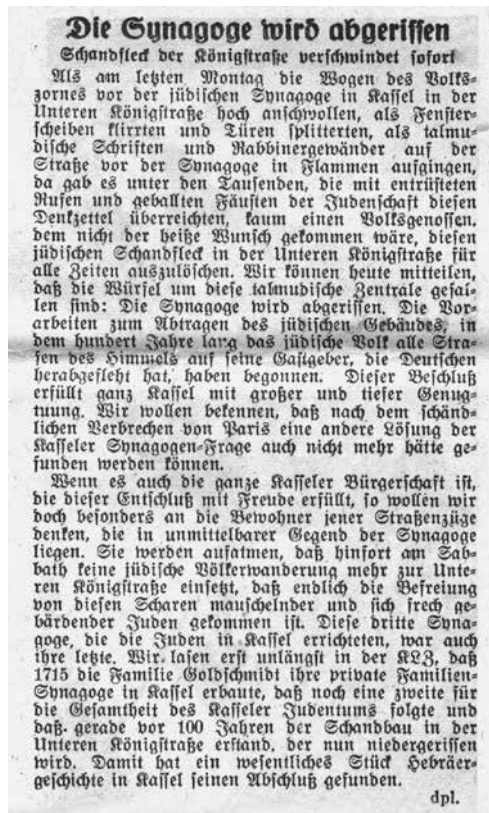 Die Synagoge wird abgerissen
Schandfleck der Königstraße verschwindet sofort
Als am letzten Montag die Wogen des Volks-
zornes vor der jüdischen Synagoge in Kassel in der
Unteren Königstraße hoch anschwollen, als Fenster-
scheiben klirrten und Türen splitterten, als talmu-
dische Schriften und Rabbinergewänder auf der
Straße vor der Synagoge in Flammen aufgingen,
da gab es unter den Tausenden, die mit entrüsteten
Rufen und geballten Fäusten der Judenschaft diesen
Denkzettel überreichten, kaum einen Volksgenossen,
dem nicht der heiße Wunsch gekommen wäre, diesen
jüdischen Schandfleck in der Unteren Königstraße für
alle Zeiten auszulöschen. Wir können heute mitteilen,
daß die Würfel um diese talmudische Zentrale gefal-
len sind: Die Synagoge wird abgerissen. Die Vor-
arbeiten zum Abtragen des jüdischen Gebäudes, in
dem hundert Jahre lang das jüdische Volk alle Stra-
fen des Himmels auf seine Gastgeber, die Deutschen
herabgefleht hat, haben begonnen. Dieser Beschluß
erfüllt ganz Kassel mit großer und tiefer Genug-
tuung. Wir wollen bekennen, daß nach dem schänd-
lichen Verbrechen von Paris eine andere Lösung der
Kasseler Synagogen-Frage auch nicht mehr hätte ge-
funden werden können.
Wenn es auch die ganze Kasseler Bürgerschaft ist,
die dieser Entschluß mit Freude erfüllt, so wollen wir
doch besonders an die Bewohner jener Straßenzüge
denken, die in unmittelbarer Gegend der Synagoge
liegen. Sie werden aufatmen, daß hinfort am Sab-
bath keine jüdische Völkerwanderung mehr zur Unte-
ren Königstraße einsetzt, daß endlich die Befreiung
von diesen Scharen mauschelnder und sich frech ge-
bärdender Juden gekommen ist. Diese dritte Syna-
goge, die die Juden in Kassel errichteten, war auch
ihre letzte. Wir lasen erst unlängst in der KLZ, daß
1715 die Familie Goldschmidt ihre private Familien-
Synagoge in Kassel erbaute, daß noch eine zweite für
die Gesamtheit des Kasseler Judentums folgte und
daß gerade vor 100 Jahren der Schandbau in der
Unteren Königstraße erstand, der nun niedergerissen
wird. Damit hat ein wesentliches Stück Hebräer-
geschichte in Kassel seinen Abschluß gefunden.
dpl.